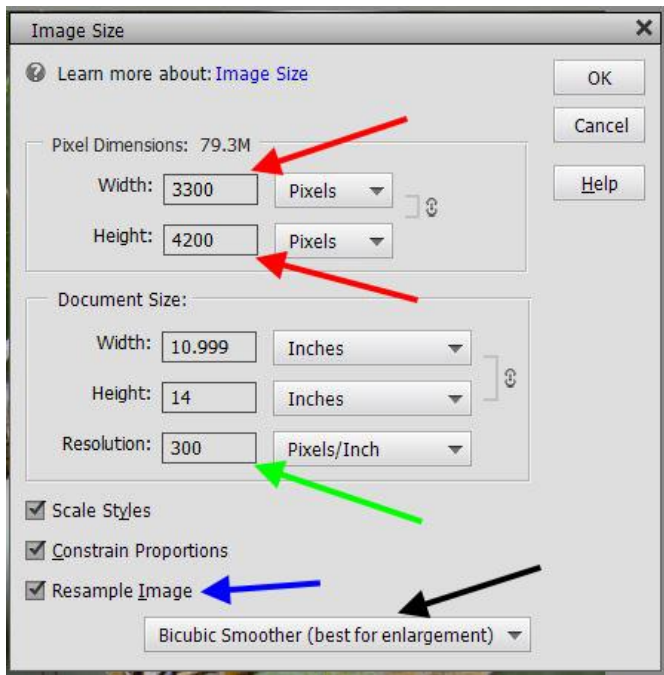 Image Size
Learn more about: Image Size
OK
Cancel
Help
Pixel Dimensions: 79.3M
Width: 3300 Pixels
Height: 4200 Pixels
Document Size:
Width: 10.999 Inches
Height: 14 Inches
Resolution: 300 Pixels/Inch
Scale Styles
Constrain Proportions
Resample Image
Bicubic Smoother (best for enlargement)